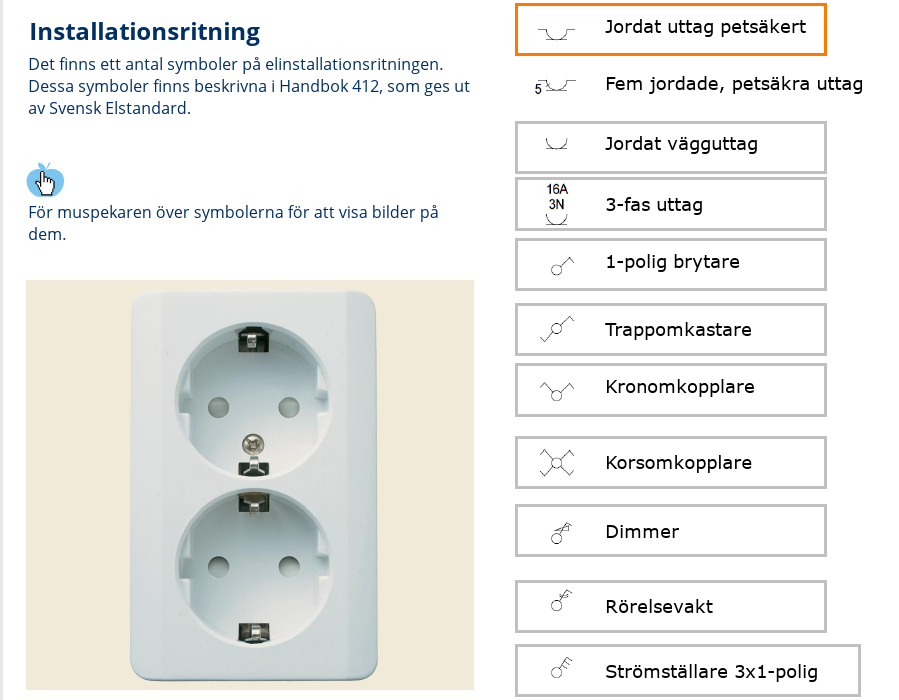 Installationsritning
Det finns ett antal symboler på elinstallationsritningen.
Dessa symboler finns beskrivna i Handbok 412, som ges ut
av Svensk Elstandard.
För muspekaren över symbolerna för att visa bilder på
dem.
Jordat uttag petsäkert
5 Fem jordade, petsäkra uttag
Jordat vägguttag
16A
3N
3-fas uttag
1-polig brytare
Trappomkastare
Kronomkopplare
Korsomkopplare
Dimmer
Rörelsevakt
Strömställare 3x1-polig